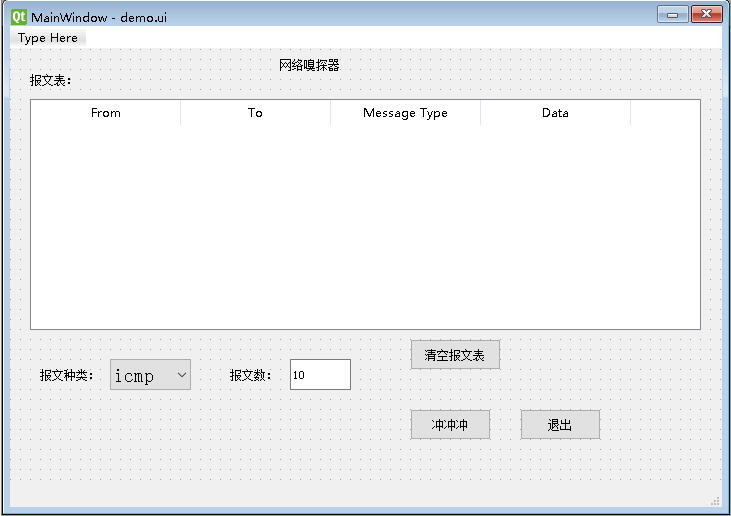 Qt MainWindow - demo.ui
Type Here
网络嗅探器
报文表：
From To Message Type Data
清空报文表
报文种类： icmp 报文数： 10
冲冲冲 退出